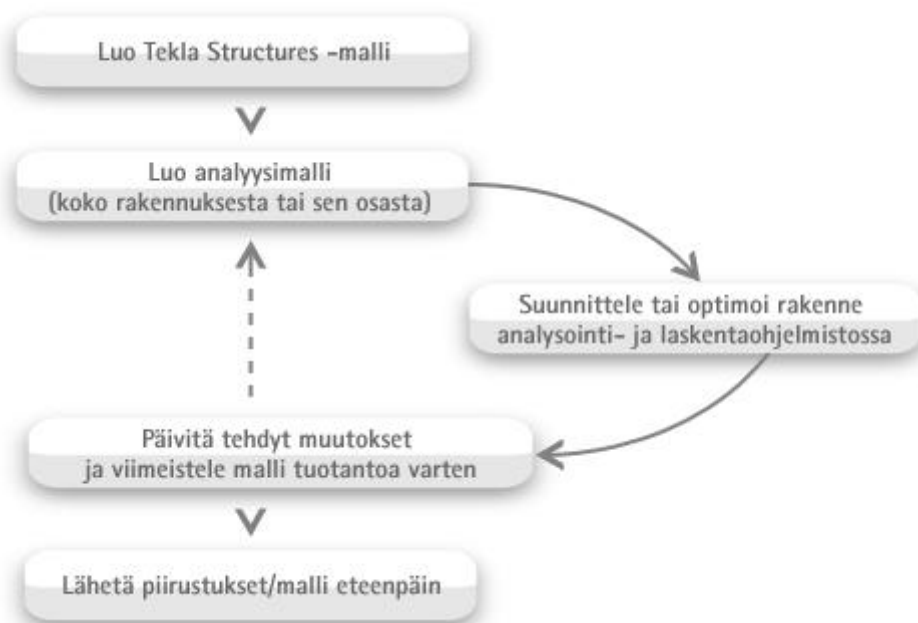 Luo Tekla Structures -malli
Luo analyysimalli
(koko rakennuksesta tai sen osasta)
Suunnittele tai optimoi rakenne
analysointi- ja laskentaohjelmistossa
Päivitä tehdyt muutokset
ja viimeistele malli tuotantoa varten
Lähetä piirustukset/malli eteenpäin